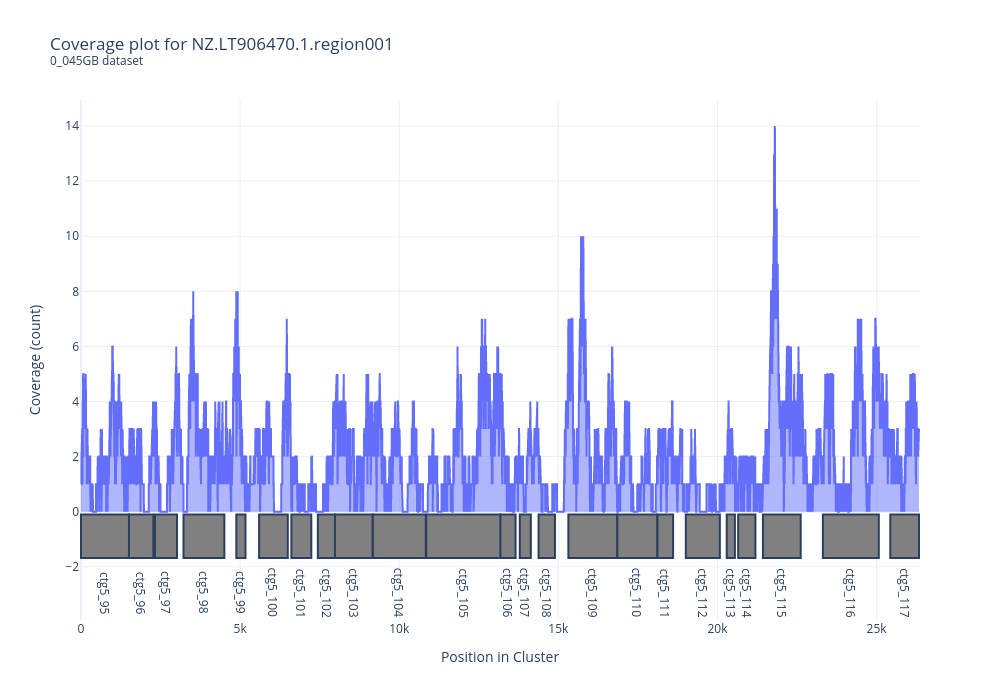 Coverage plot for NZ.LT906470.1.region001
0_045GB dataset
Coverage (count)
14
12
10
8
6
4
2
0
−2
ctg5_95
ctg5_96
ctg5_97
ctg5_98
ctg5_99
ctg5_100
ctg5_101
ctg5_102
ctg5_103
ctg5_104
ctg5_105
ctg5_106
ctg5_107
ctg5_108
ctg5_109
ctg5_110
ctg5_111
ctg5_112
ctg5_113
ctg5_114
ctg5_115
ctg5_116
ctg5_117
0
5k
10k
15k
20k
25k
Position in Cluster